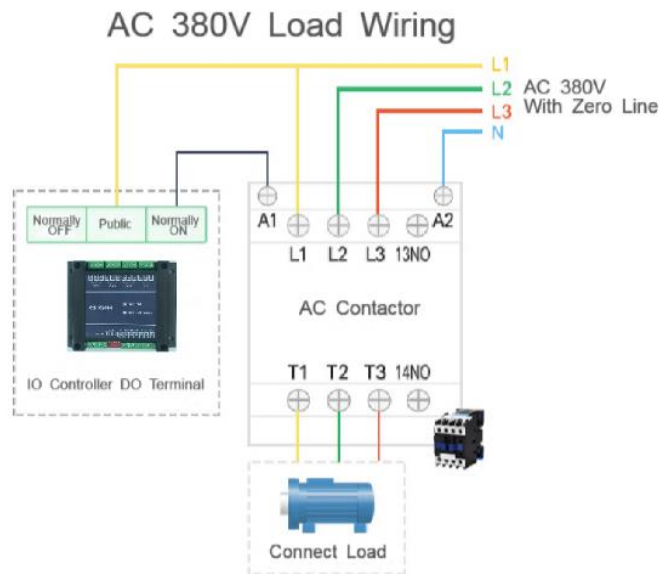 AC 380V Load Wiring
L1
L2 AC 380V
L3 With Zero Line
N
A1
A2
Normally OFF
Public
Normally ON
L1 L2 L3 13NO
AC Contactor
IO Controller DO Terminal
T1 T2 T3 14NO
Connect Load